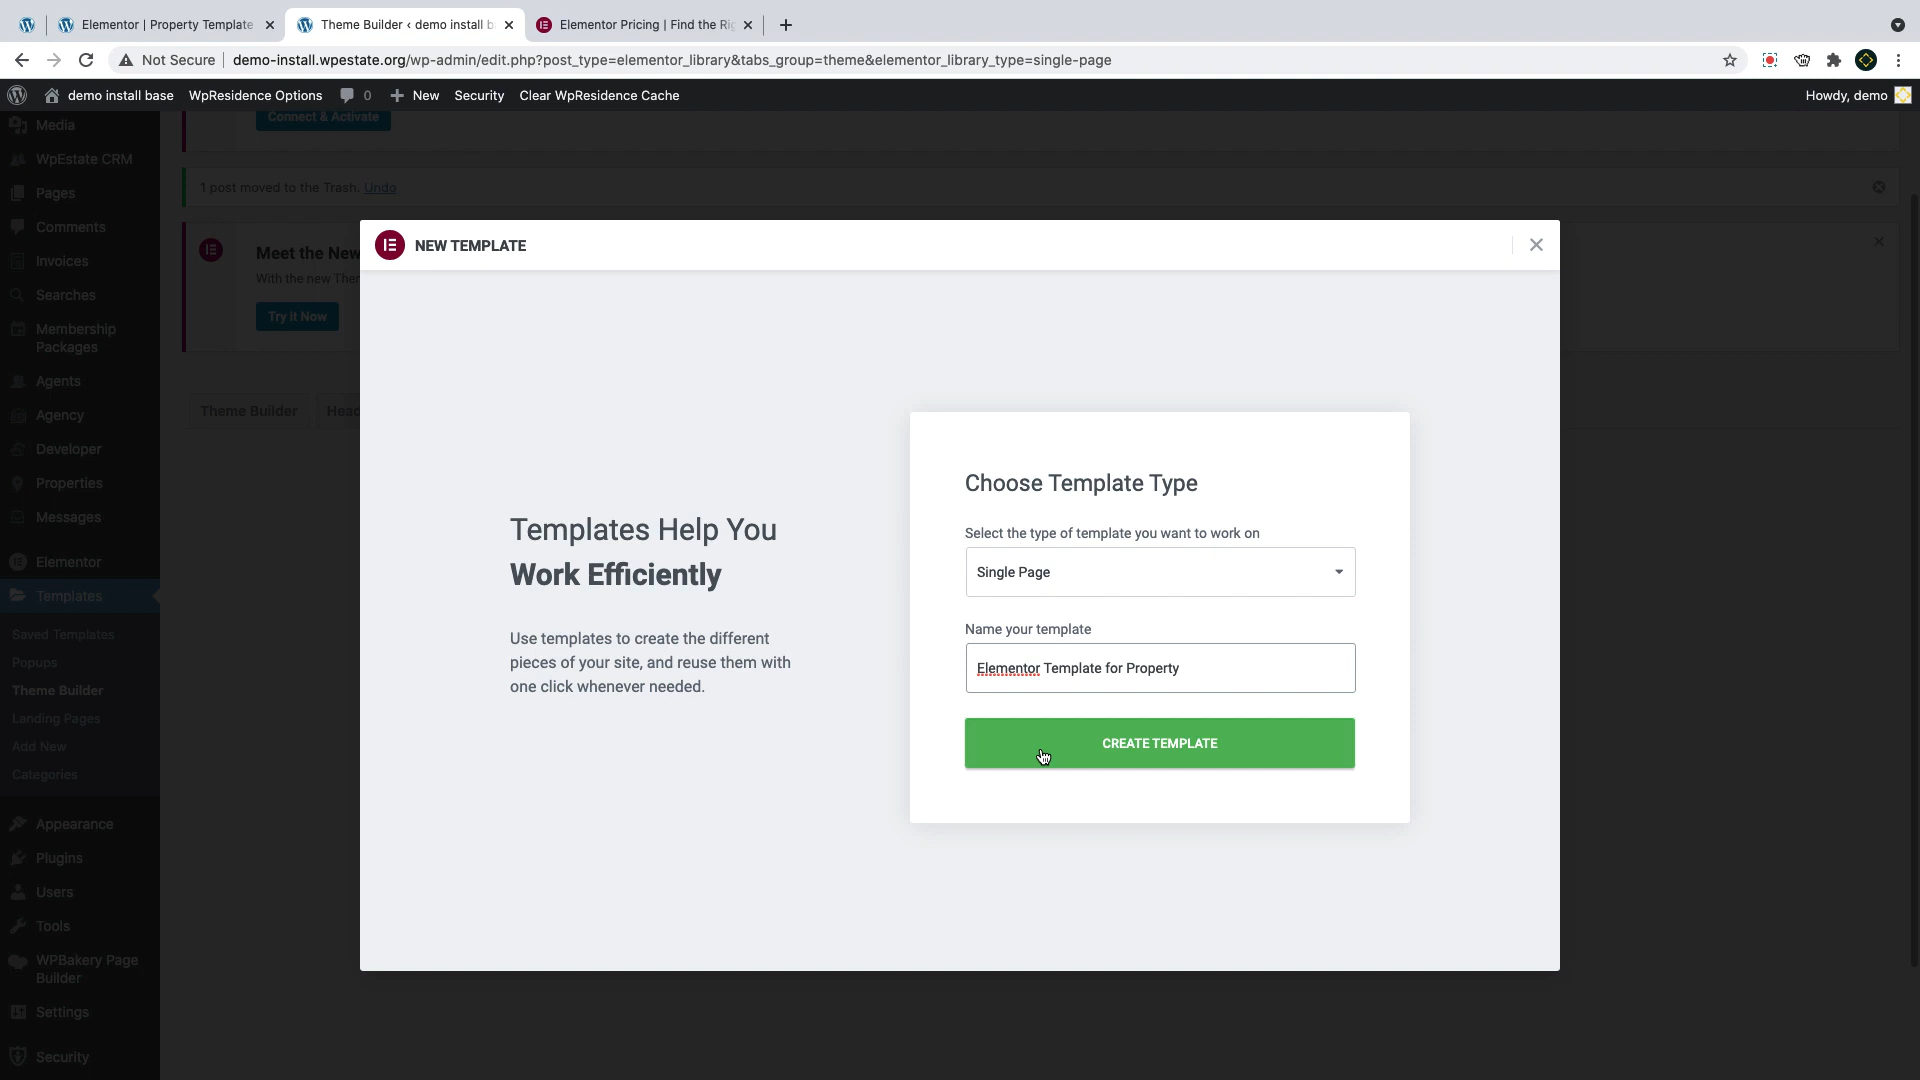 Elementor | Property Template
Theme Builder ‹ demo install b
Elementor Pricing | Find the Ri
Not Secure
demo-install.wpestate.org/wp-admin/edit.php?post_type=elementor_library&tabs_group=theme&elementor_library_type=single-page
demo install base
WpResidence Options
0
New
Security
Clear WpResidence Cache
Howdy, demo
Media
WpEstate CRM
Pages
Comments
Invoices
Searches
Membership
Packages
Agents
Agency
Developer
Properties
Messages
Elementor
Templates
Saved Templates
Popups
Theme Builder
Landing Pages
Add New
Categories
Appearance
Plugins
Users
Tools
WPBakery Page
Builder
Settings
Security
Connect & Activate
1 post moved to the Trash. Undo
Meet the New
With the new Ther
Try it Now
Theme Builder
Head
NEW TEMPLATE
Templates Help You
Work Efficiently
Use templates to create the different
pieces of your site, and reuse them with
one click whenever needed.
Choose Template Type
Select the type of template you want to work on
Single Page
Name your template
Elementor Template for Property
CREATE TEMPLATE